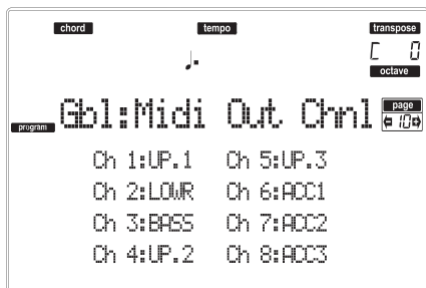 chord tempo transpose
C 0
octave
program Gbl:Midi Out Chnl page
10
Ch 1:UP.1 Ch 5:UP.3
Ch 2:LOWR Ch 6:ACC1
Ch 3:BASS Ch 7:ACC2
Ch 4:UP.2 Ch 8:ACC3